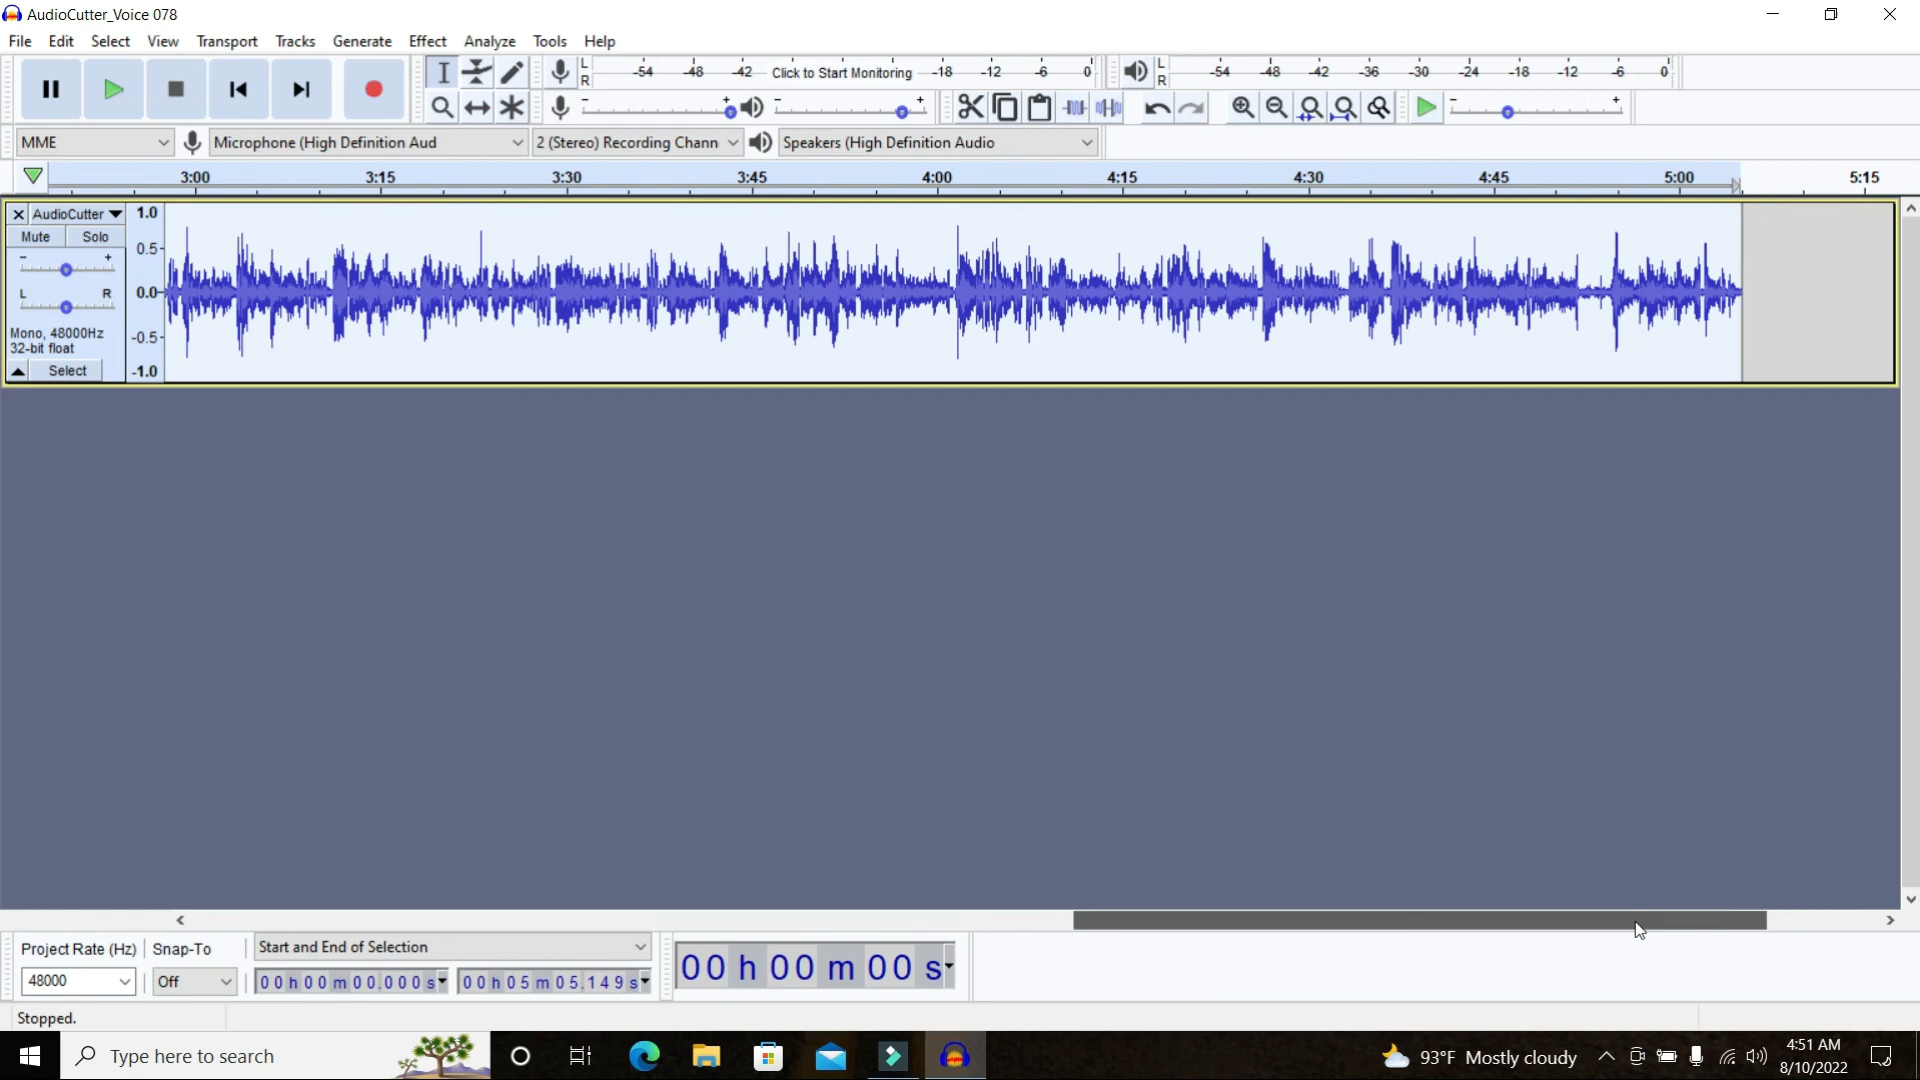 AudioCutter_Voice 078
File Edit Select View Transport Tracks Generate Effect Analyze Tools Help
L R -54 -48 -42 Click to Start Monitoring -18 -12 -6 0 L R -54 -48 -42 -36 -30 -24 -18 -12 -6 0
- + - + - +
MME Microphone (High Definition Aud 2 (Stereo) Recording Chann Speakers (High Definition Audio
3:00 3:15 3:30 3:45 4:00 4:15 4:30 4:45 5:00 5:15
AudioCutter 1.0
Mute Solo
- + 0.5
L R 0.0
Mono, 48000Hz -0.5
32-bit float
Select -1.0
Project Rate (Hz) Snap-To Start and End of Selection
48000 Off 00h00m00.000s 00h05m05.149s 00h00m00s
Stopped.
Type here to search 93°F Mostly cloudy 4:51 AM
8/10/2022